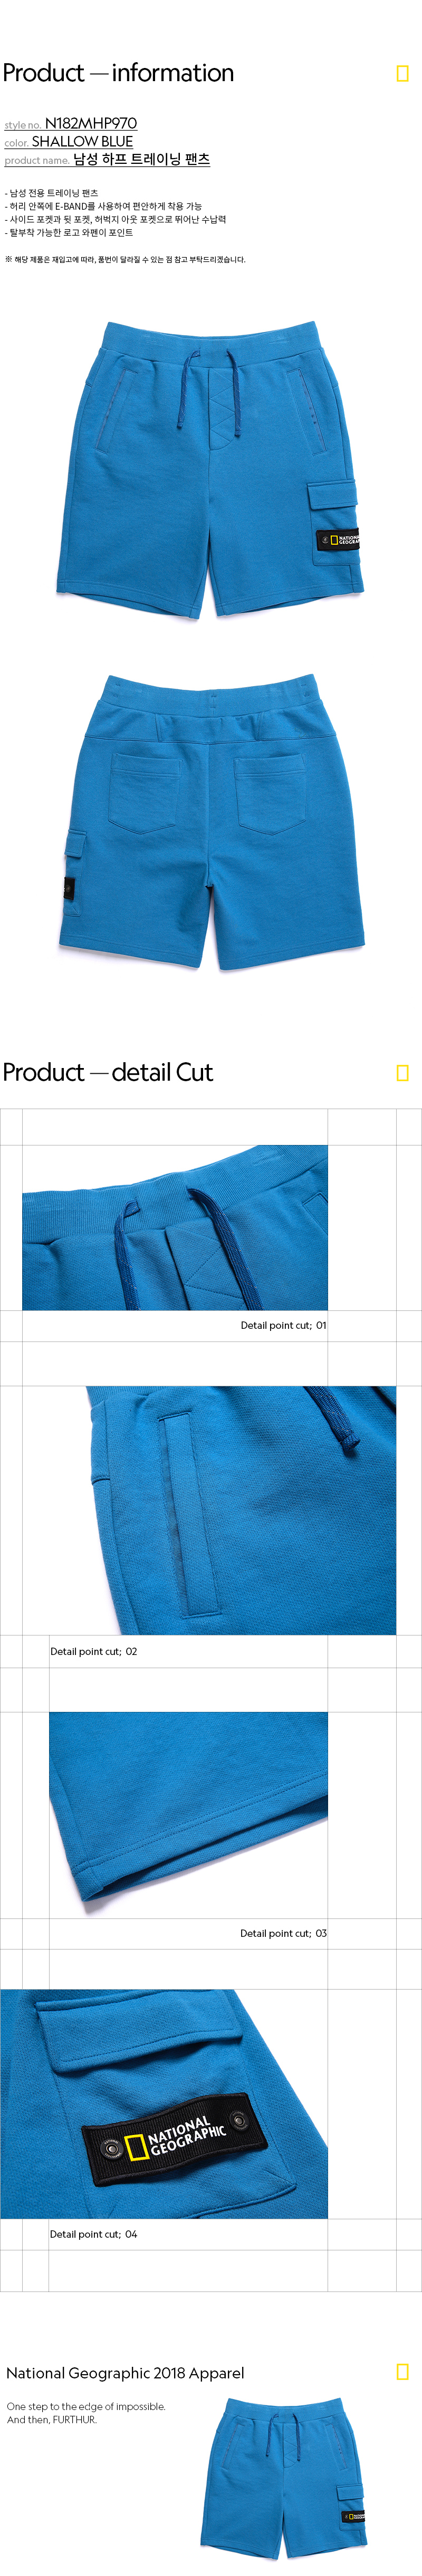 Product — information
style no. N182MHP970
color. SHALLOW BLUE
product name. 남성 하프 트레이닝 팬츠
- 남성 전용 트레이닝 팬츠
- 허리 안쪽에 E-BAND를 사용하여 편안하게 착용 가능
- 사이드 포켓과 뒷 포켓, 허벅지 아웃 포켓으로 뛰어난 수납력
- 탈부착 가능한 로고 와펜이 포인트
※ 해당 제품은 재입고에 따라, 품번이 달라질 수 있는 점 참고 부탁드리겠습니다.
NATIONAL
GEOGRAPH
Product — detail Cut
Detail point cut; 01
Detail point cut; 02
Detail point cut; 03
NATIONAL
GEOGRAPHIC
Detail point cut; 04
National Geographic 2018 Apparel
One step to the edge of impossible.
And then, FURTHUR.
NATIONAL